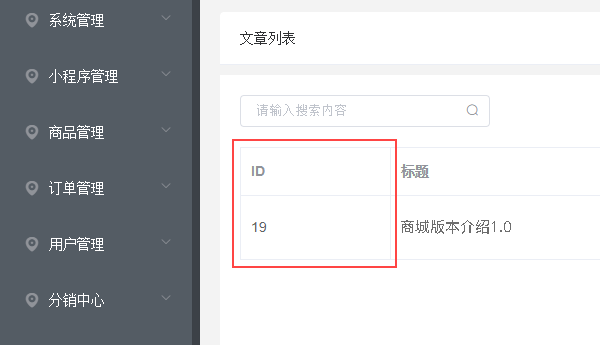 系统管理
小程序管理
商品管理
订单管理
用户管理
分销中心
文章列表
请输入搜索内容
ID 标题
19 商城版本介绍1.0